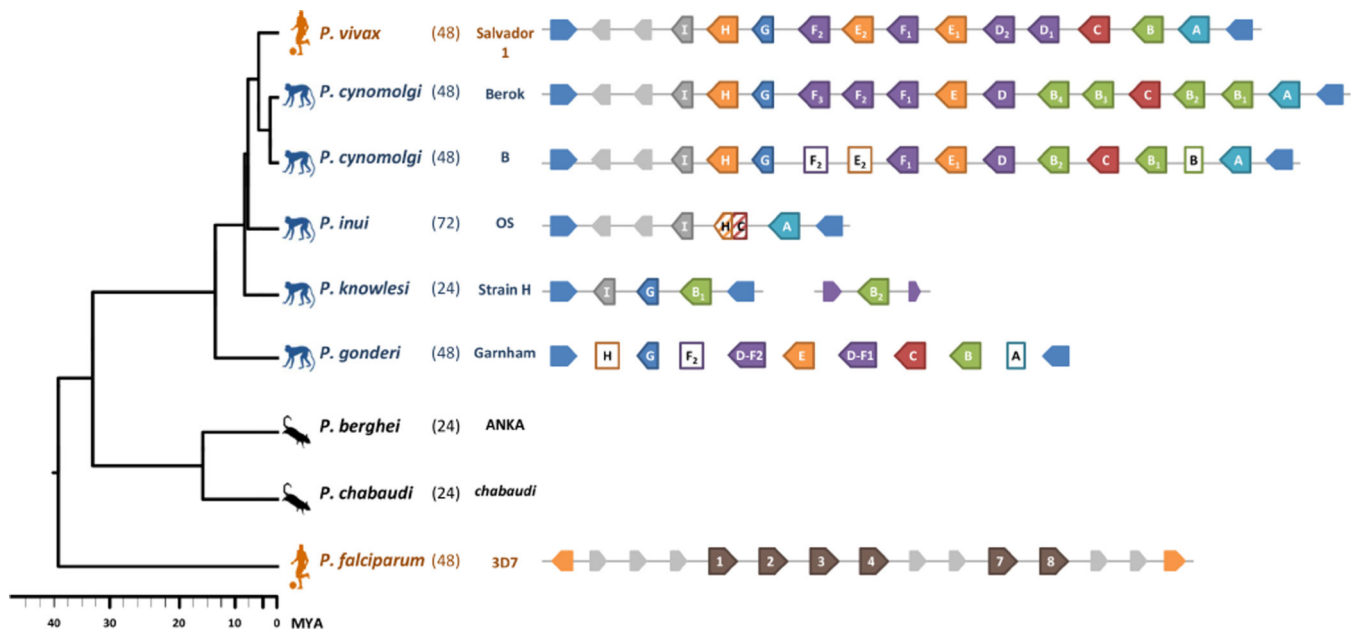 P. vivax (48) Salvador 1 I H G F2 E2 F1 E1 D2 D1 C B A
P. cynomolgi (48) Berok I H G F3 F2 F1 E D B4 B3 C B2 B1 A
P. cynomolgi (48) B I H G F2 E2 F1 E1 D B2 C B1 B A
P. inui (72) OS I H C A
P. knowlesi (24) Strain H I G B1 B2
P. gonderi (48) Garnham H G F2 D-F2 E D-F1 C B A
P. berghei (24) ANKA
P. chabaudi (24) chabaudi
P. falciparum (48) 3D7 1 2 3 4 7 8
40 30 20 10 0 MYA